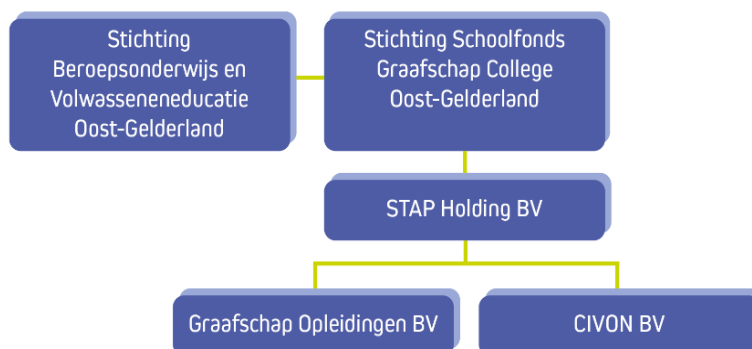 Stichting
Beroepsonderwijs en
Volwasseneneducatie
Oost-Gelderland
Stichting Schoolfonds
Graafschap College
Oost-Gelderland
STAP Holding BV
Graafschap Opleidingen BV
CIVON BV